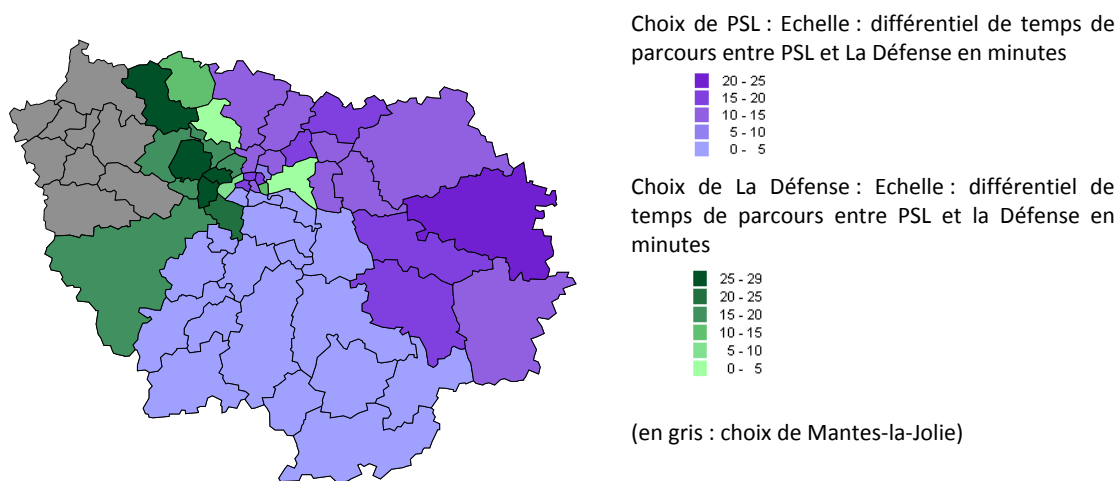 Choix de PSL : Echelle : différentiel de temps de
parcours entre PSL et La Défense en minutes
20 - 25
15 - 20
10 - 15
5 - 10
0 - 5
Choix de La Défense : Echelle : différentiel de
temps de parcours entre PSL et la Défense en
minutes
25 - 29
20 - 25
15 - 20
10 - 15
5 - 10
0 - 5
(en gris : choix de Mantes-la-Jolie)